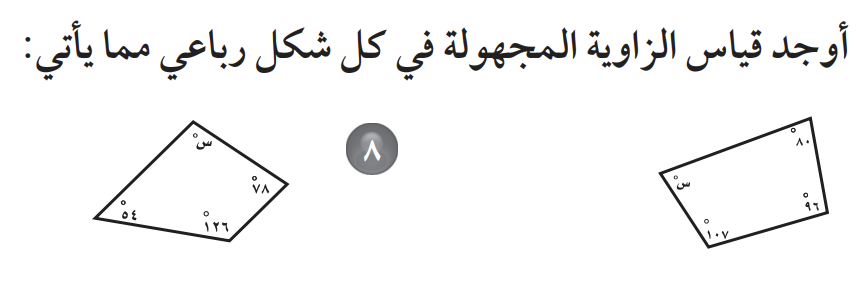 أوجد قياس الزاوية المجهولة في كل شكل رباعي مما يأتي:
٨٠°
س°
٩٦°
١٠٧°
٨
س°
٧٨°
٥٤°
١٢٦°